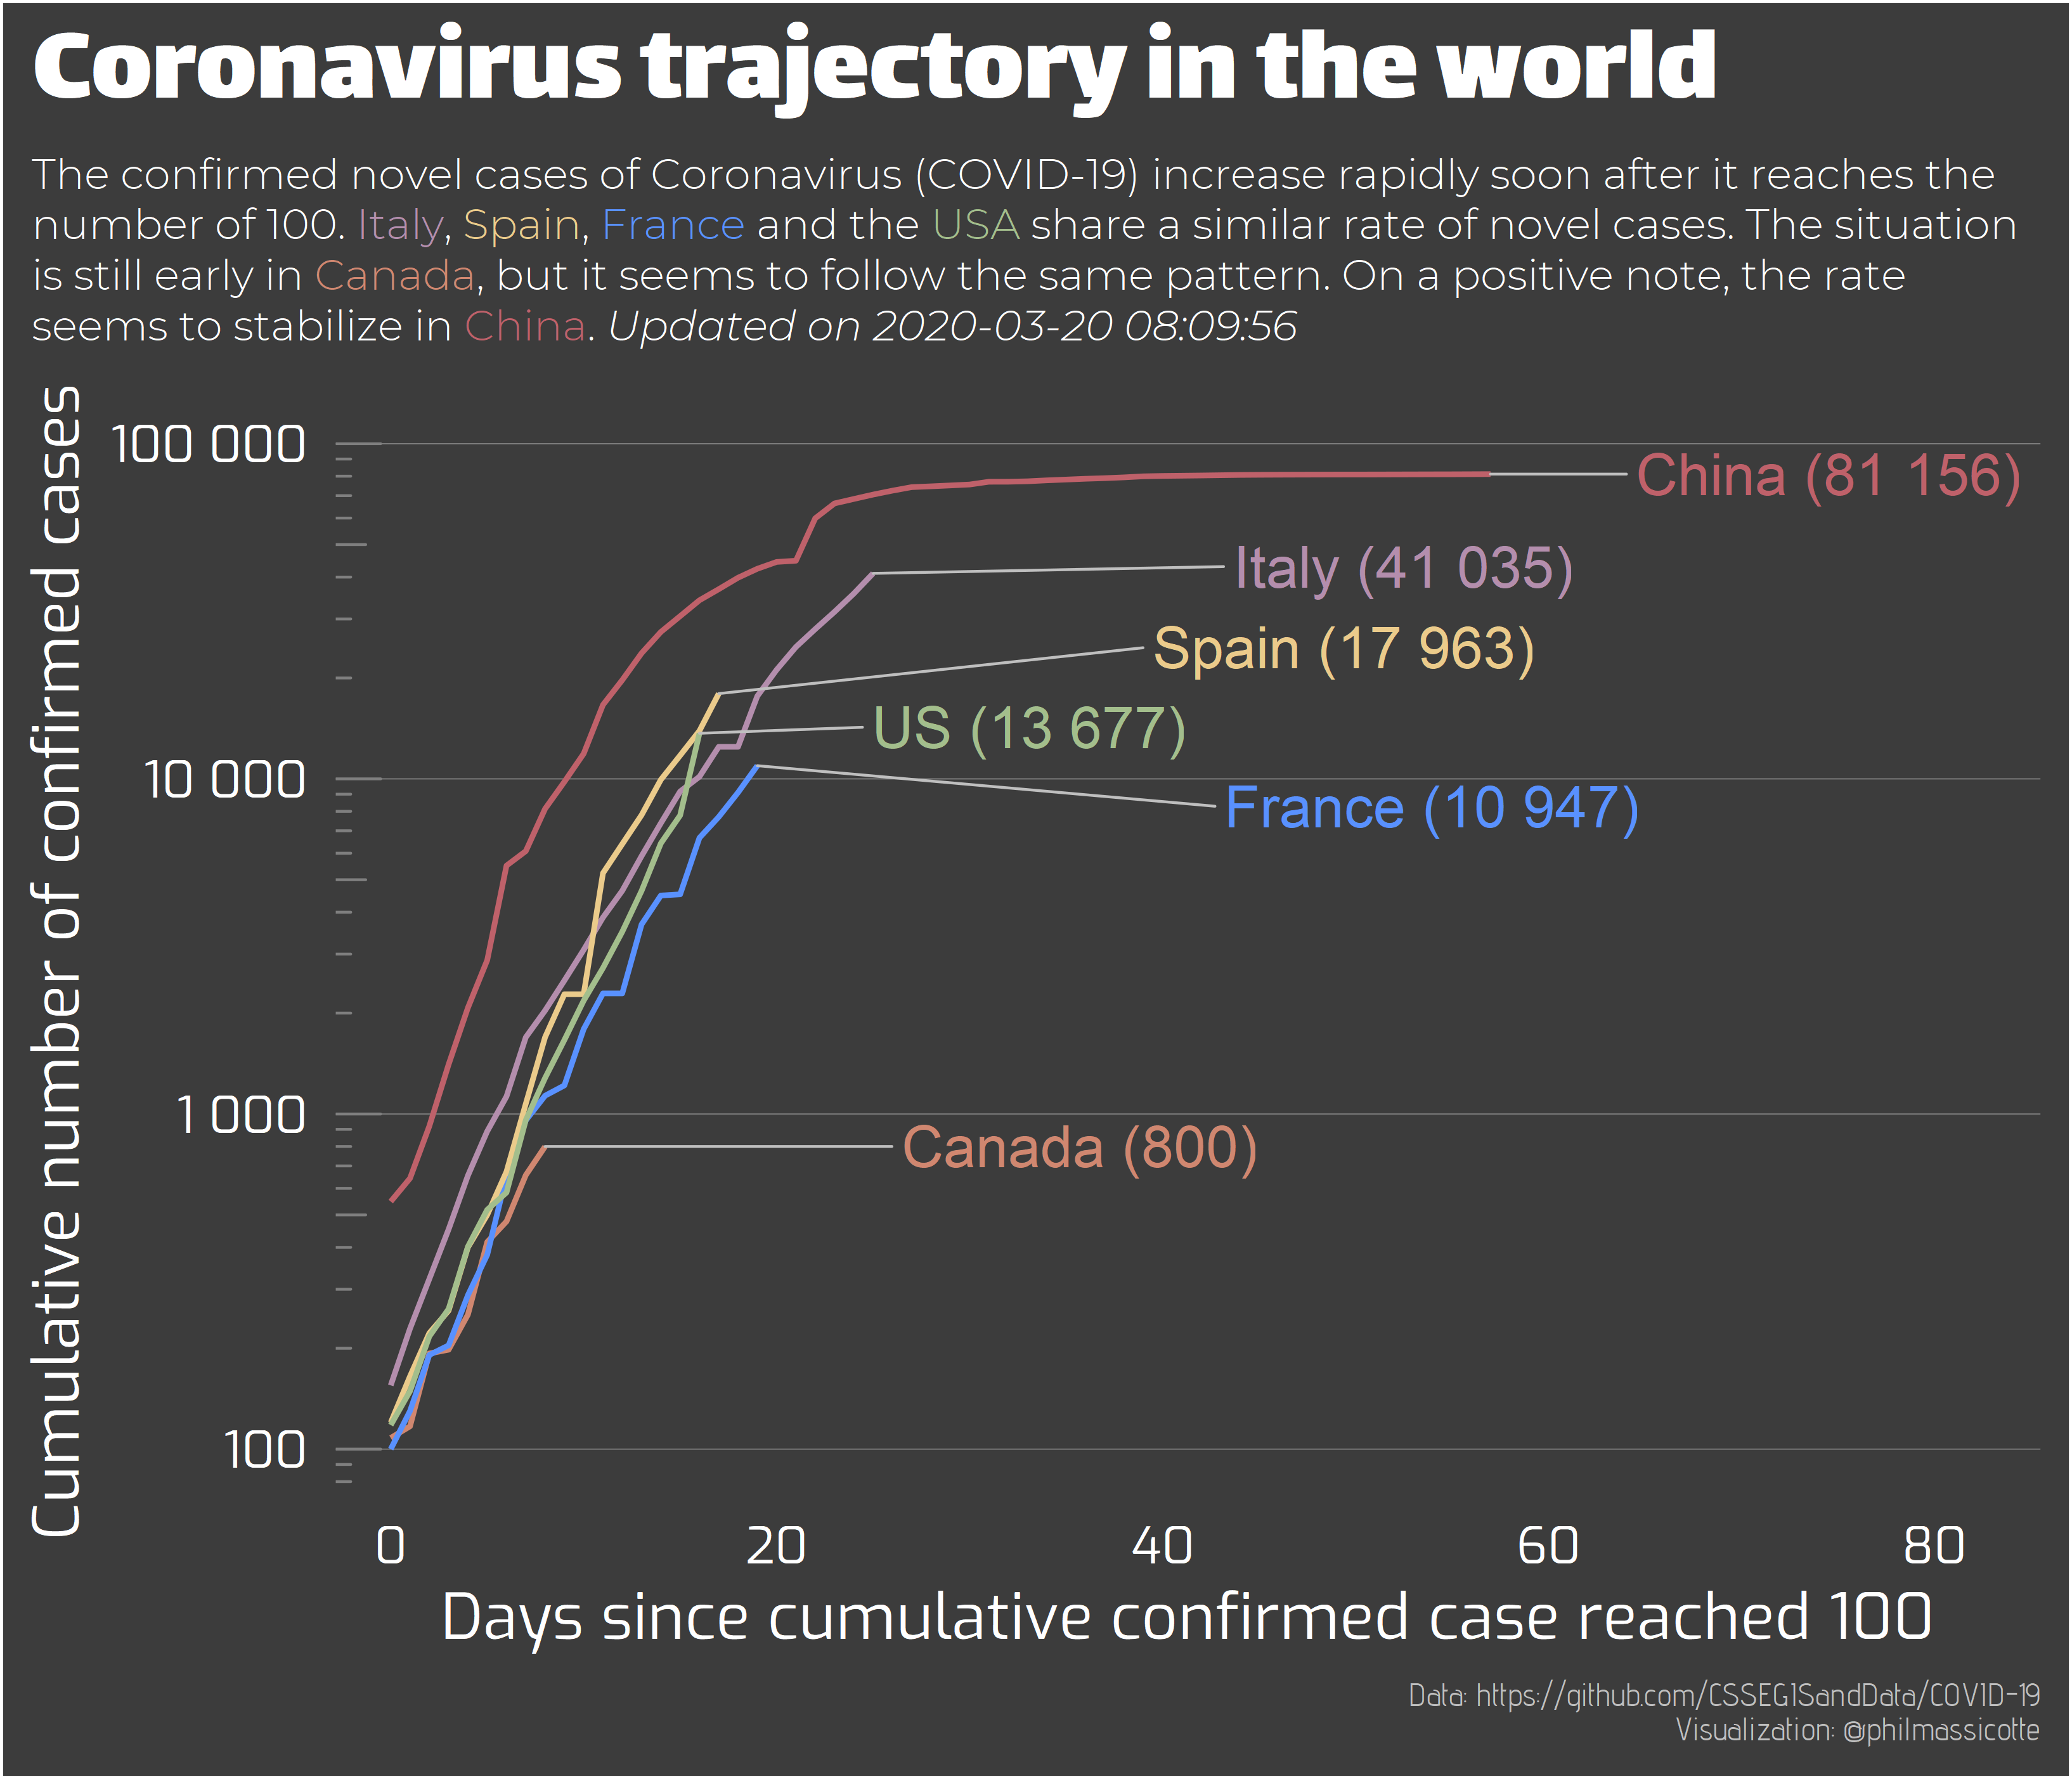 Coronavirus trajectory in the world
The confirmed novel cases of Coronavirus (COVID-19) increase rapidly soon after it reaches the
number of 100. Italy, Spain, France and the USA share a similar rate of novel cases. The situation
is still early in Canada, but it seems to follow the same pattern. On a positive note, the rate
seems to stabilize in China. Updated on 2020-03-20 08:09:56
Cumulative number of confirmed cases
100 000
10 000
1 000
100
China (81 156)
Italy (41 035)
Spain (17 963)
US (13 677)
France (10 947)
Canada (800)
0 20 40 60 80
Days since cumulative confirmed case reached 100
Data: https://github.com/CSSEGISandData/COVID-19
Visualization: @philmassicotte